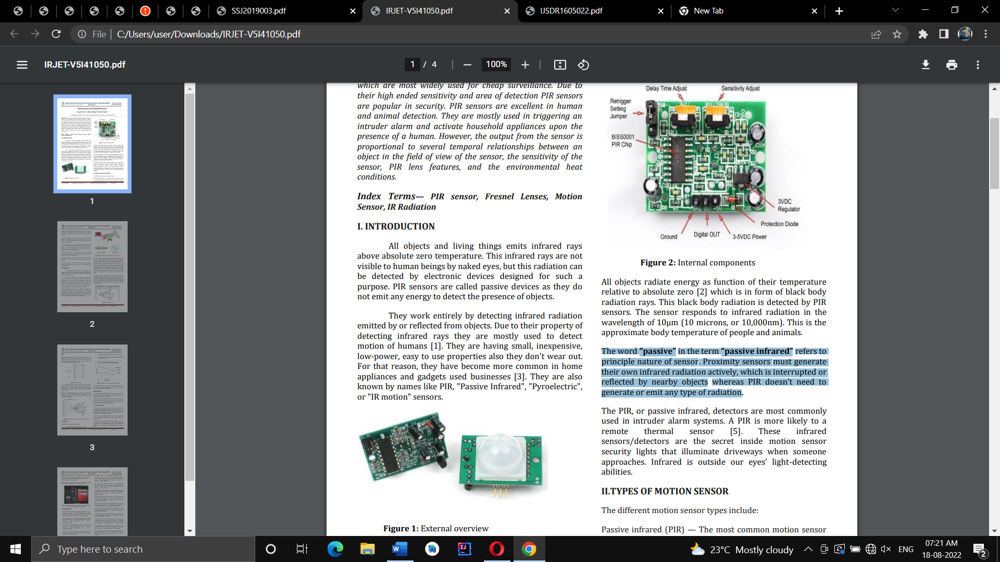 SSJ2019003.pdf
IRJET-V5I41050.pdf
IJSDR1605022.pdf
New Tab
File
C:/Users/user/Downloads/IRJET-V5I41050.pdf
IRJET-V5I41050.pdf
1 / 4
100%
1
2
3
which are most widely used for cheap surveillance. Due to
their high ended sensitivity and area of detection PIR sensors
are popular in security. PIR sensors are excellent in human
and animal detection. They are mostly used in triggering an
intruder alarm and activate household appliances upon the
presence of a human. However, the output from the sensor is
proportional to several temporal relationships between an
object in the field of view of the sensor, the sensitivity of the
sensor, PIR lens features, and the environmental heat
conditions.
Index Terms— PIR sensor, Fresnel Lenses, Motion
Sensor, IR Radiation
I. INTRODUCTION
All objects and living things emits infrared rays
above absolute zero temperature. This infrared rays are not
visible to human beings by naked eyes, but this radiation can
be detected by electronic devices designed for such a
purpose. PIR sensors are called passive devices as they do
not emit any energy to detect the presence of objects.
They work entirely by detecting infrared radiation
emitted by or reflected from objects. Due to their property of
detecting infrared rays they are mostly used to detect
motion of humans [1]. They are having small, inexpensive,
low-power, easy to use properties also they don't wear out.
For that reason, they have become more common in home
appliances and gadgets used businesses [3]. They are also
known by names like PIR, "Passive Infrared", "Pyroelectric",
or "IR motion" sensors.
Figure 1: External overview
Delay Time Adjust
Sensitivity Adjust
Retrigger
Setting
Jumper
BISS0001
PIR Chip
GND OUT +5V
3VDC
Regulator
Protection Diode
Ground
Digital OUT
3-5VDC Power
Figure 2: Internal components
All objects radiate energy as function of their temperature
relative to absolute zero [2] which is in form of black body
radiation rays. This black body radiation is detected by PIR
sensors. The sensor responds to infrared radiation in the
wavelength of 10µm (10 microns, or 10,000nm). This is the
approximate body temperature of people and animals.
The word “passive” in the term “passive infrared” refers to
principle nature of sensor. Proximity sensors must generate
their own infrared radiation actively, which is interrupted or
reflected by nearby objects whereas PIR doesn’t need to
generate or emit any type of radiation.
The PIR, or passive infrared, detectors are most commonly
used in intruder alarm systems. A PIR is more likely to a
remote thermal sensor [5]. These infrared
sensors/detectors are the secret inside motion sensor
security lights that illuminate driveways when someone
approaches. Infrared is outside our eyes’ light-detecting
abilities.
II.TYPES OF MOTION SENSOR
The different motion sensor types include:
Passive infrared (PIR) — The most common motion sensor
Type here to search
23°C Mostly cloudy
ENG
07:21 AM
18-08-2022
2